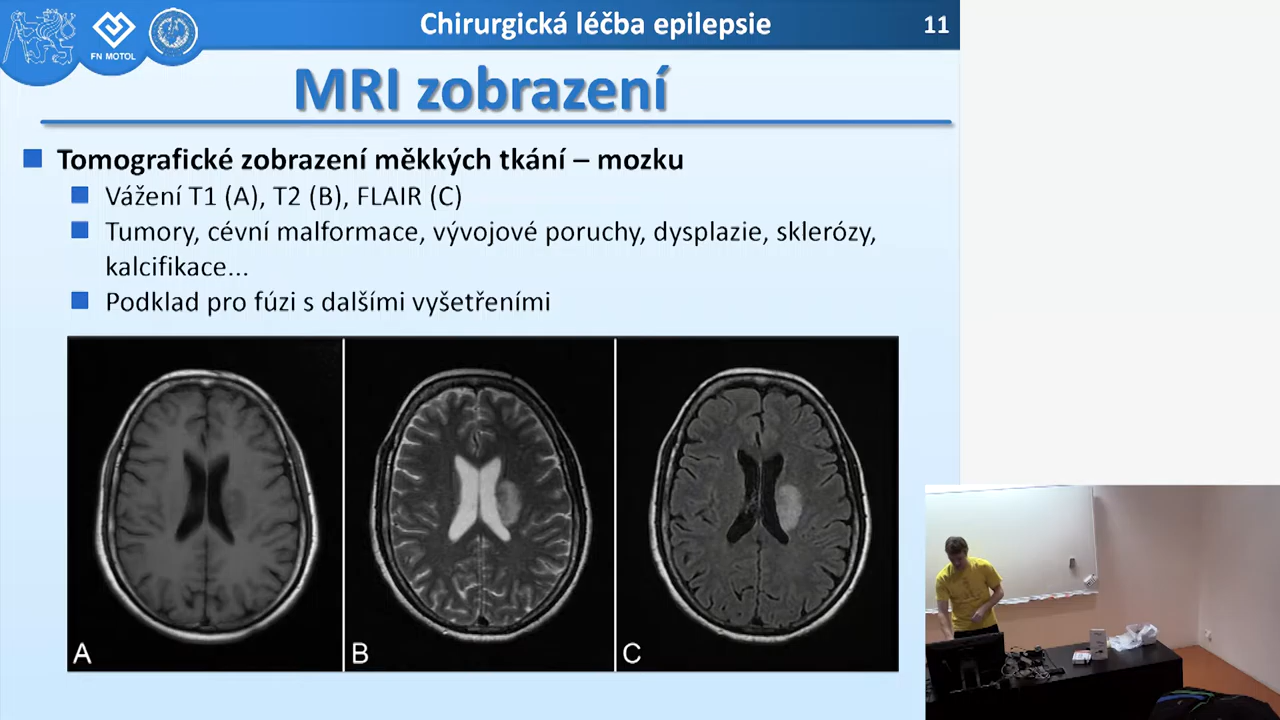 Chirurgická léčba epilepsie
11
FN MOTOL
MRI zobrazení
Tomografické zobrazení měkkých tkání – mozku
Vážení T1 (A), T2 (B), FLAIR (C)
Tumory, cévní malformace, vývojové poruchy, dysplazie, sklerózy,
kalcifikace...
Podklad pro fúzi s dalšími vyšetřeními
A
B
C